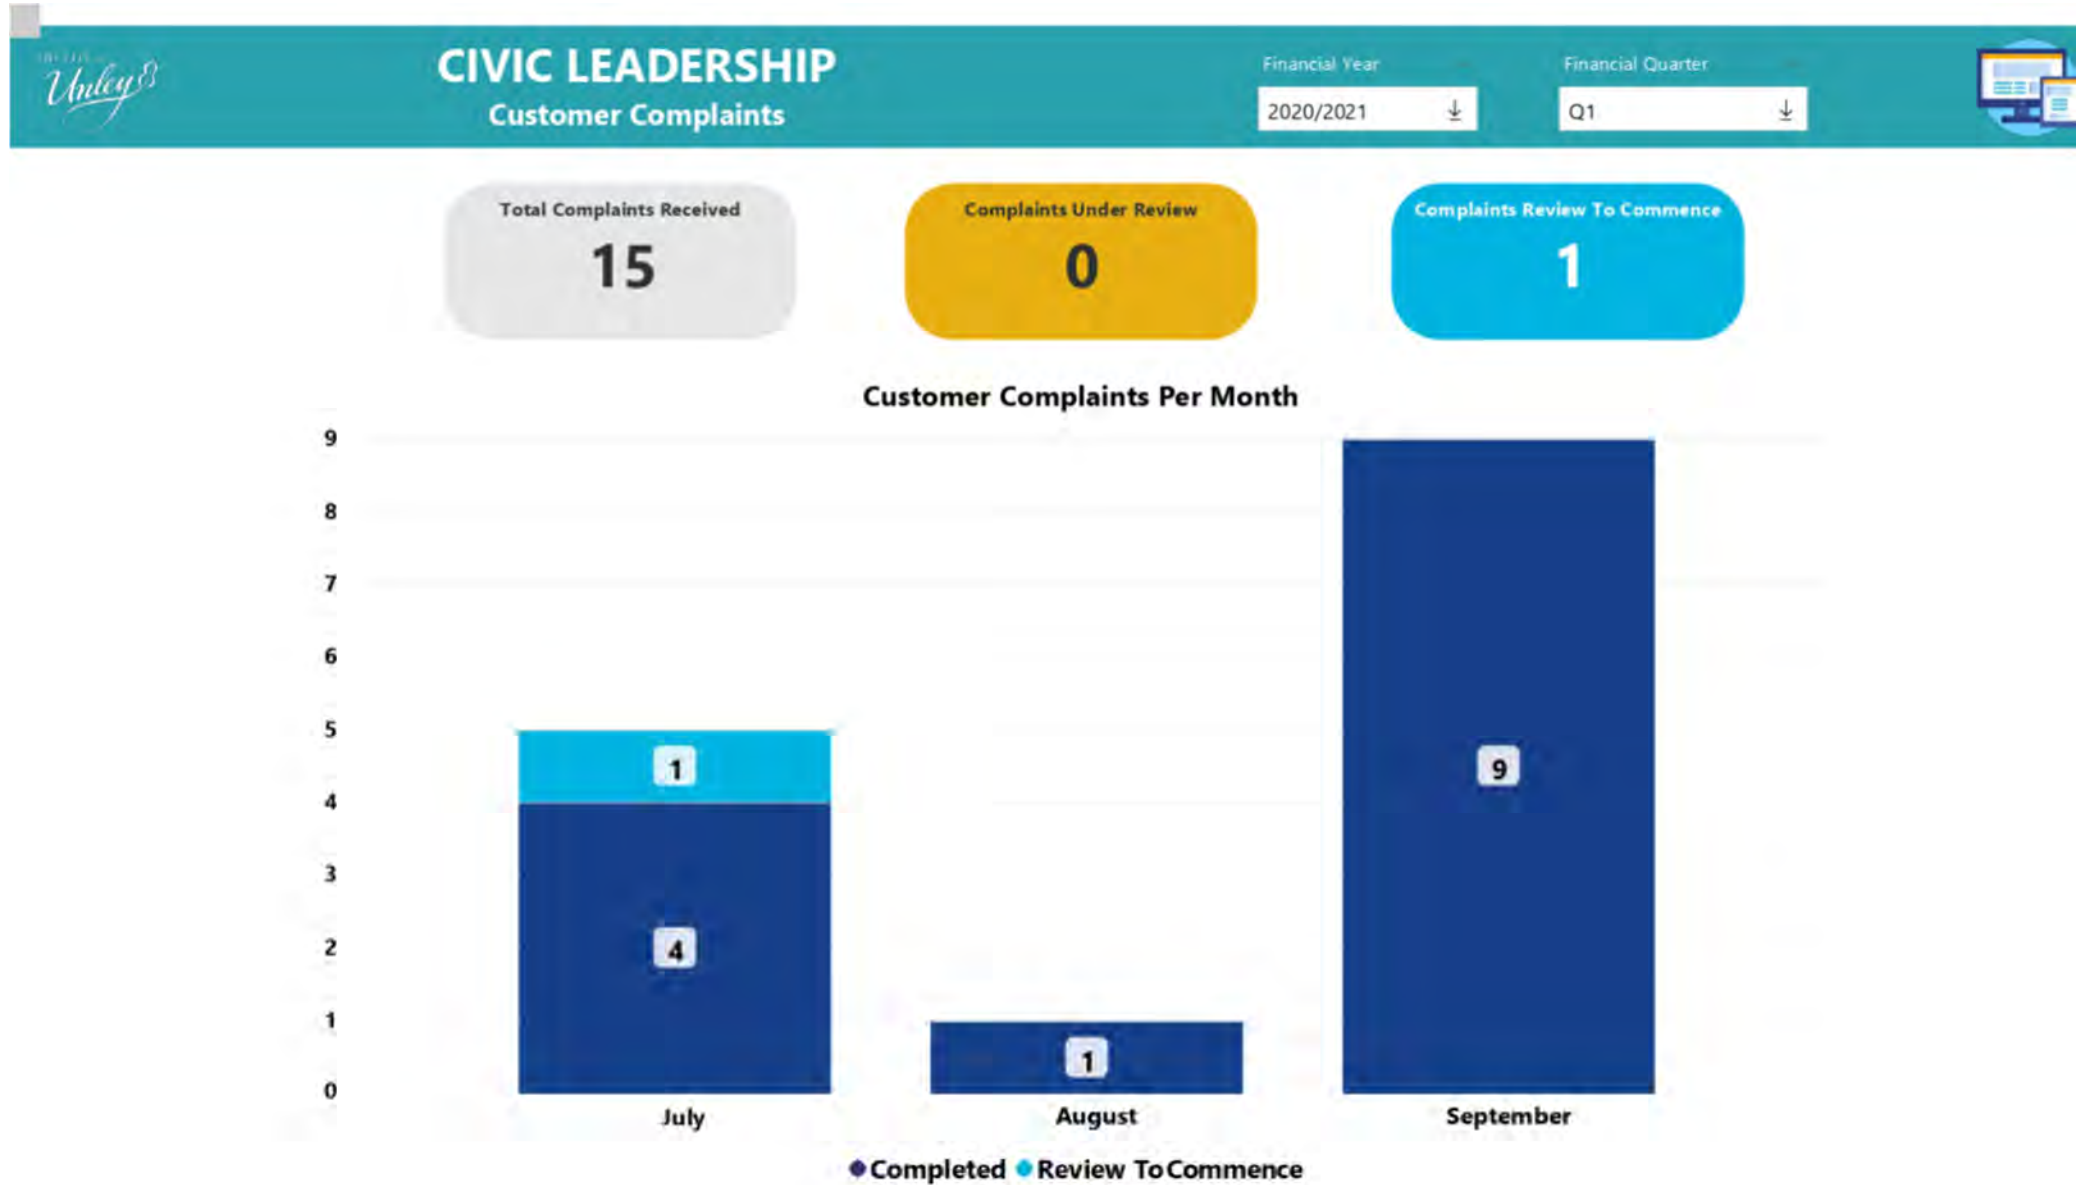 Unley
CIVIC LEADERSHIP
Customer Complaints
Financial Year
2020/2021
Financial Quarter
Q1
Total Complaints Received
15
Complaints Under Review
0
Complaints Review To Commence
1
Customer Complaints Per Month
9
8
7
6
5
4
3
2
1
0
1
4
1
9
July
August
September
Completed
Review To Commence